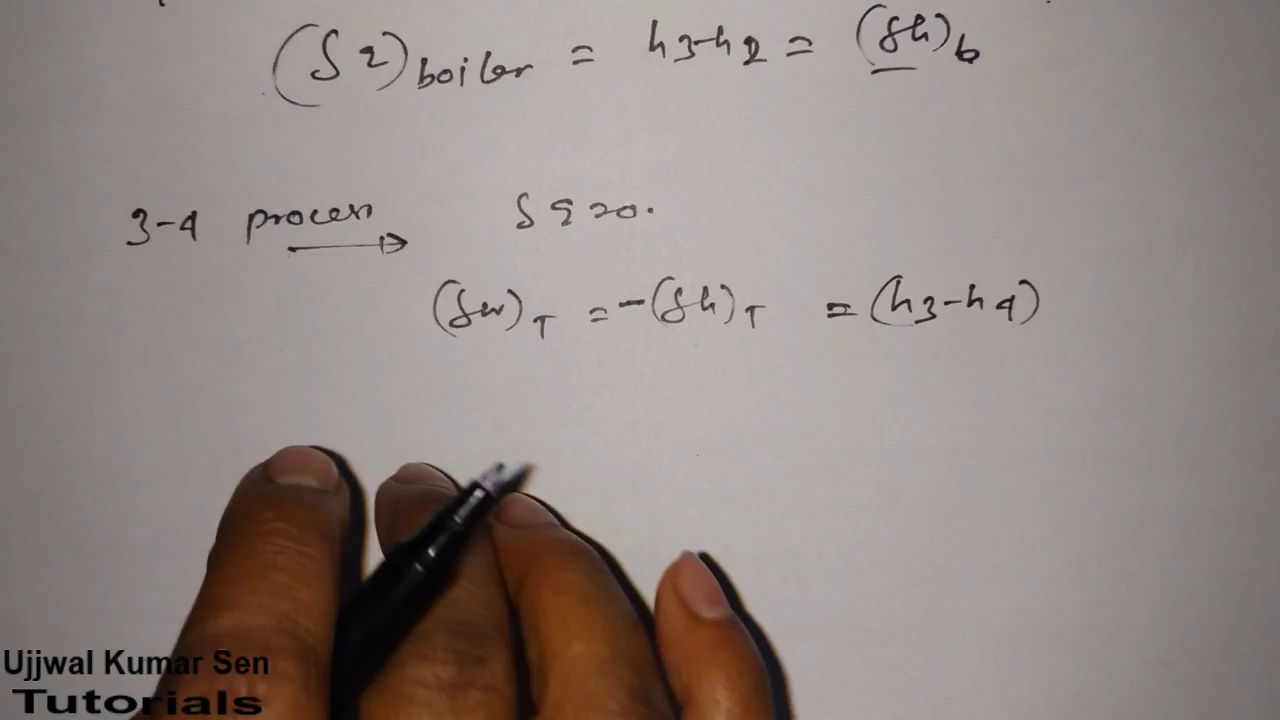 (δq)boiler = h3-h2 = (δh)b
3-4 process → δq=0.
(δw)T = -(δh)T = (h3-h4)
Ujjwal Kumar Sen
Tutorials